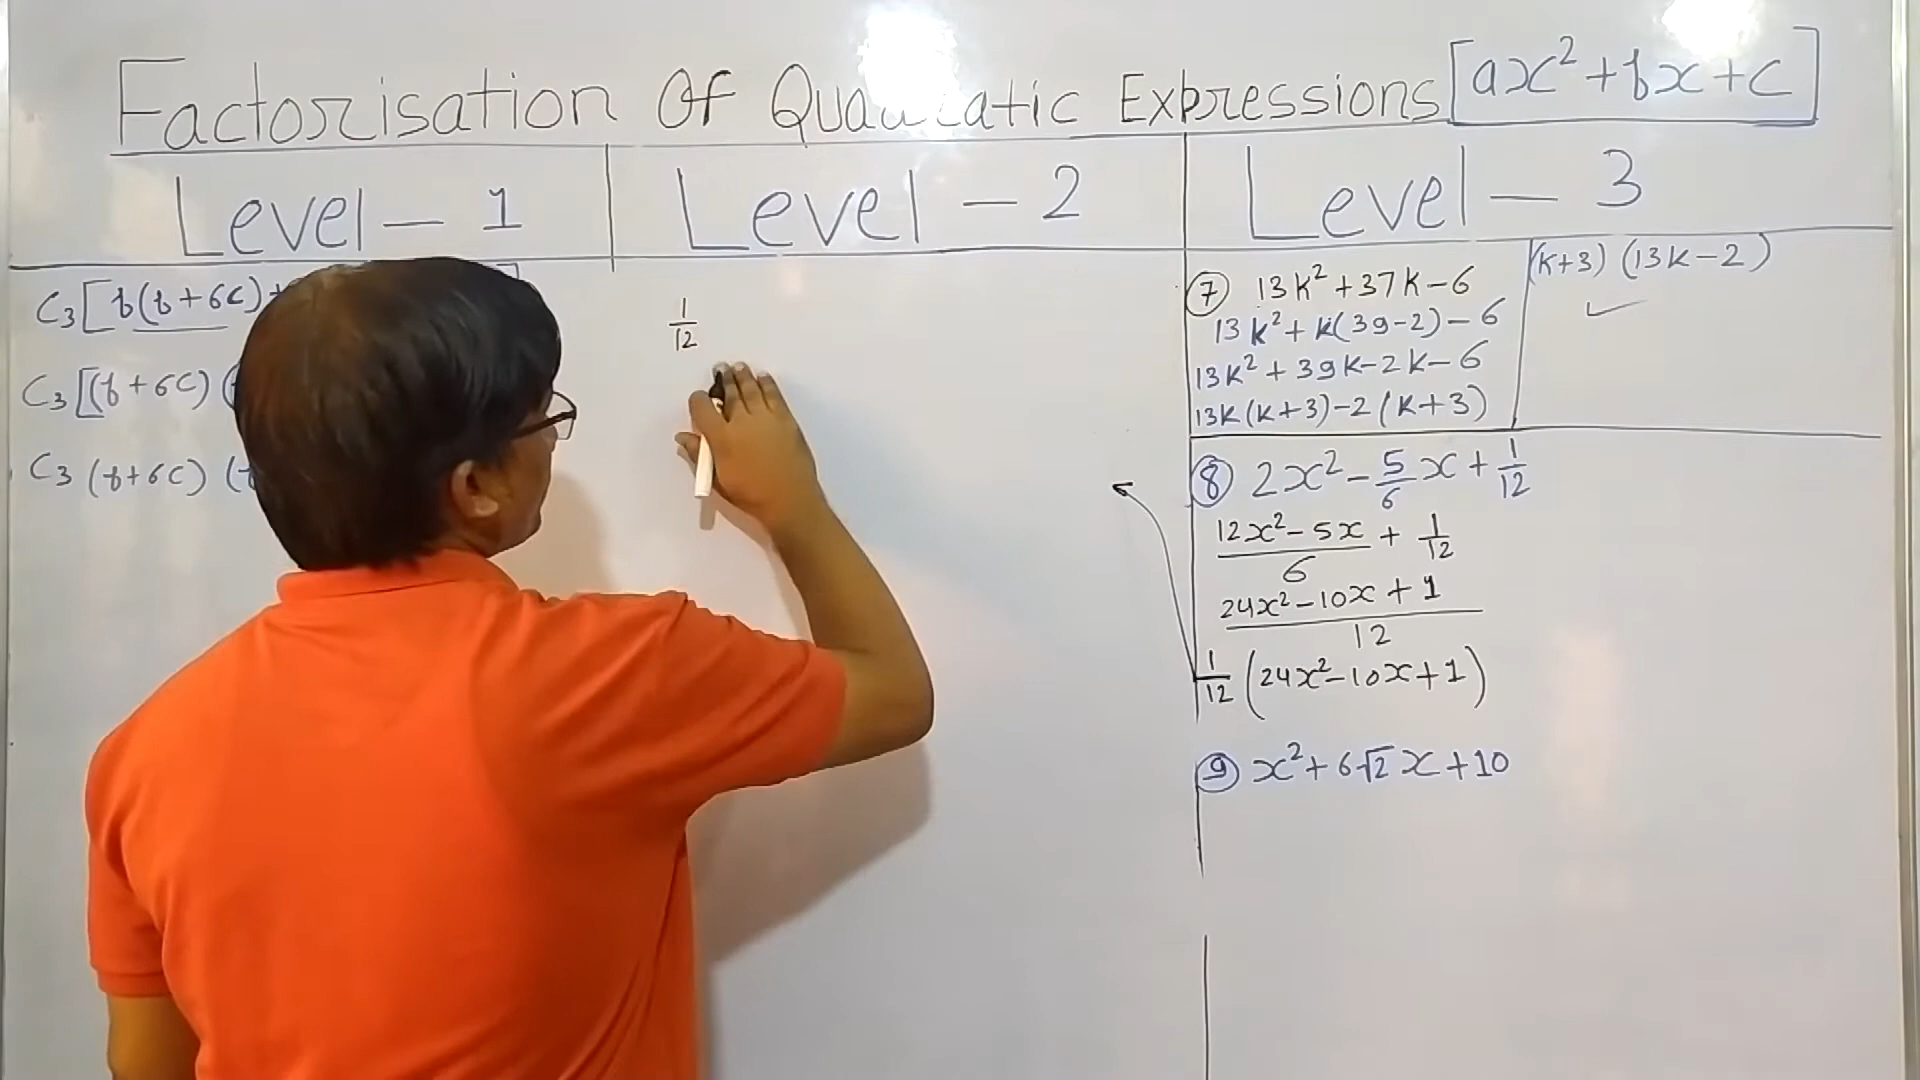 Factorisation Of Quadratic Expressions [ax²+bx+c]
Level – 1
Level – 2
Level – 3
C3[b(b+6c)+
C3[(b+6c)(
C3(b+6c)(
1/12
⑦ 13k²+37k–6
13k²+k(39–2)–6
13k²+39k–2k–6
13k(k+3)–2(k+3)
(k+3)(13k–2)
✓
⑧ 2x²–5/6x+1/12
12x²–5x/6 + 1/12
24x²–10x+1/12
1/12(24x²–10x+1)
⑨ x²+6√2x+10